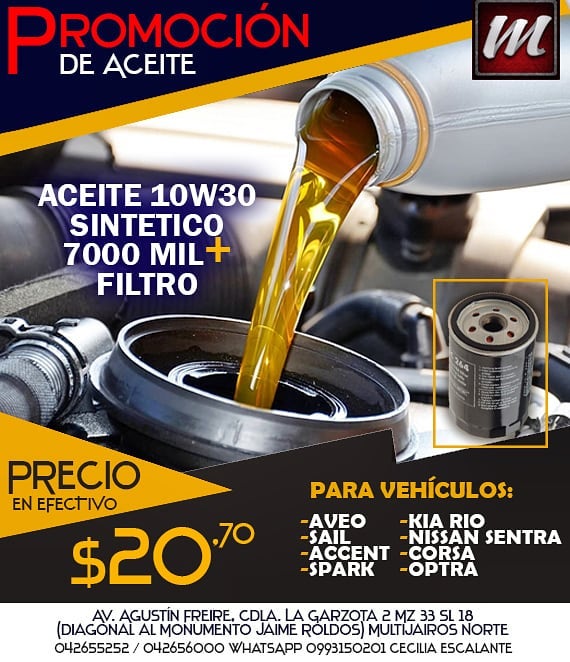 PROMOCIÓN
DE ACEITE
M
ACEITE 10W30
SINTETICO
7000 MIL+
FILTRO
264
PRECIO
EN EFECTIVO
$20,70
PARA VEHÍCULOS:
-AVEO
-SAIL
-ACCENT
-SPARK
-KIA RIO
-NISSAN SENTRA
-CORSA
-OPTRA
AV. AGUSTÍN FREIRE, CDLA. LA GARZOTA 2 MZ 33 SL 18
(DIAGONAL AL MONUMENTO JAIME ROLDOS) MULTIJAIROS NORTE
042655252 / 042656000 WHATSAPP 0993150201 CECILIA ESCALANTE